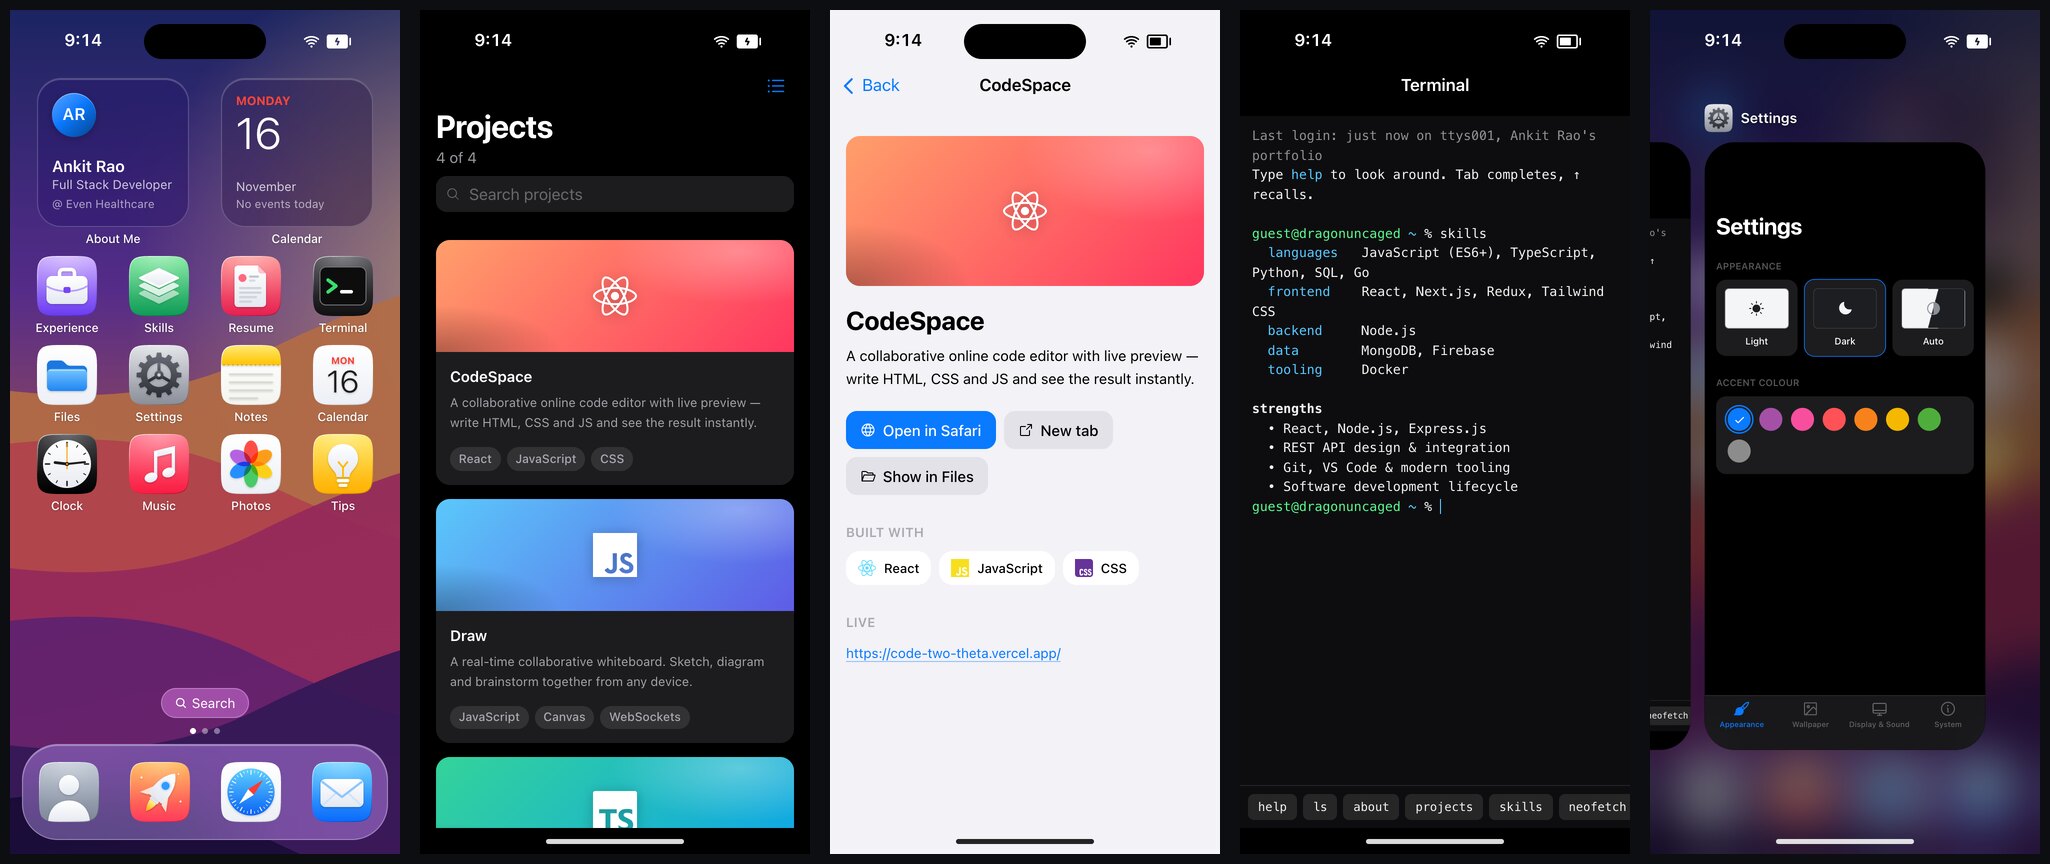 9:14
AR
Ankit Rao
Full Stack Developer
@ Even Healthcare
About Me
MONDAY
16
November
No events today
Calendar
Experience
Skills
Resume
Terminal
Files
Settings
Notes
MON
16
Calendar
Clock
Music
Photos
Tips
Search
9:14
Projects
4 of 4
Search projects
CodeSpace
A collaborative online code editor with live preview —
write HTML, CSS and JS and see the result instantly.
React
JavaScript
CSS
JS
Draw
A real-time collaborative whiteboard. Sketch, diagram
and brainstorm together from any device.
JavaScript
Canvas
WebSockets
TS
9:14
Back
CodeSpace
CodeSpace
A collaborative online code editor with live preview —
write HTML, CSS and JS and see the result instantly.
Open in Safari
New tab
Show in Files
BUILT WITH
React
JS
JavaScript
CSS
CSS
LIVE
https://code-two-theta.vercel.app/
9:14
Terminal
Last login: just now on ttys001, Ankit Rao's
portfolio
Type help to look around. Tab completes, ↑
recalls.
guest@dragonuncaged ~ % skills
languages JavaScript (ES6+), TypeScript,
Python, SQL, Go
frontend React, Next.js, Redux, Tailwind
CSS
backend Node.js
data MongoDB, Firebase
tooling Docker
strengths
• React, Node.js, Express.js
• REST API design & integration
• Git, VS Code & modern tooling
• Software development lifecycle
guest@dragonuncaged ~ %
help
ls
about
projects
skills
neofetch
9:14
Settings
o's
↑
pt,
wind
neofetch
Settings
APPEARANCE
Light
Dark
Auto
ACCENT COLOUR
Appearance
Wallpaper
Display & Sound
System